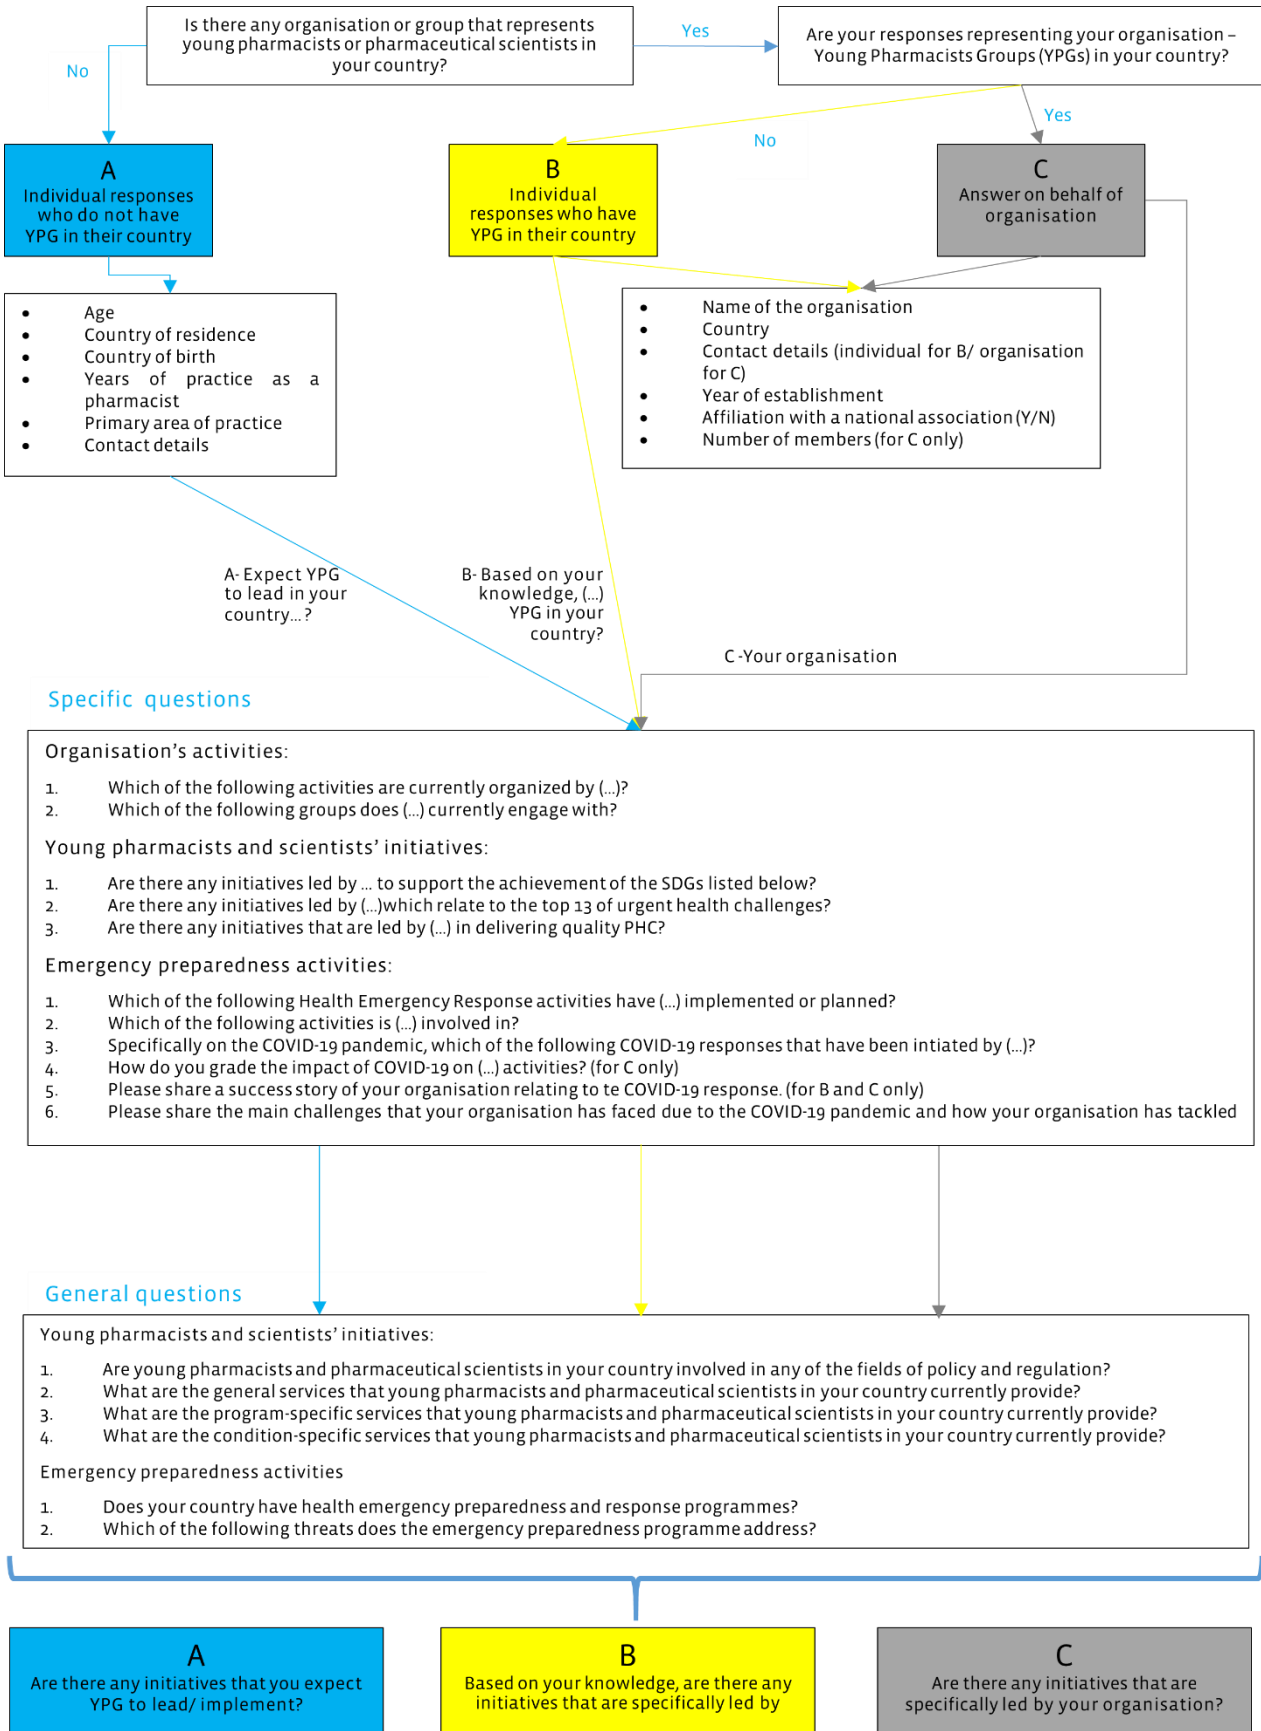 Is there any organisation or group that represents
young pharmacists or pharmaceutical scientists in
your country?
Yes
Are your responses representing your organisation –
Young Pharmacists Groups (YPGs) in your country?
No
Yes
No
A
Individual responses
who do not have
YPG in their country
B
Individual
responses who have
YPG in their country
C
Answer on behalf of
organisation
• Age
• Country of residence
• Country of birth
• Years of practice as a
pharmacist
• Primary area of practice
• Contact details
• Name of the organisation
• Country
• Contact details (individual for B/ organisation
for C)
• Year of establishment
• Affiliation with a national association (Y/N)
• Number of members (for C only)
A- Expect YPG
to lead in your
country...?
B- Based on your
knowledge, (...)
YPG in your
country?
C -Your organisation
Specific questions
Organisation's activities:
1. Which of the following activities are currently organized by (...)?
2. Which of the following groups does (...) currently engage with?
Young pharmacists and scientists' initiatives:
1. Are there any initiatives led by ... to support the achievement of the SDGs listed below?
2. Are there any initiatives led by (...)which relate to the top 13 of urgent health challenges?
3. Are there any initiatives that are led by (...) in delivering quality PHC?
Emergency preparedness activities:
1. Which of the following Health Emergency Response activities have (...) implemented or planned?
2. Which of the following activities is (...) involved in?
3. Specifically on the COVID-19 pandemic, which of the following COVID-19 responses that have been intiated by (...)?
4. How do you grade the impact of COVID-19 on (...) activities? (for C only)
5. Please share a success story of your organisation relating to te COVID-19 response. (for B and C only)
6. Please share the main challenges that your organisation has faced due to the COVID-19 pandemic and how your organisation has tackled
General questions
Young pharmacists and scientists' initiatives:
1. Are young pharmacists and pharmaceutical scientists in your country involved in any of the fields of policy and regulation?
2. What are the general services that young pharmacists and pharmaceutical scientists in your country currently provide?
3. What are the program-specific services that young pharmacists and pharmaceutical scientists in your country currently provide?
4. What are the condition-specific services that young pharmacists and pharmaceutical scientists in your country currently provide?
Emergency preparedness activities
1. Does your country have health emergency preparedness and response programmes?
2. Which of the following threats does the emergency preparedness programme address?
A
Are there any initiatives that you expect
YPG to lead/ implement?
B
Based on your knowledge, are there any
initiatives that are specifically led by
C
Are there any initiatives that are
specifically led by your organisation?